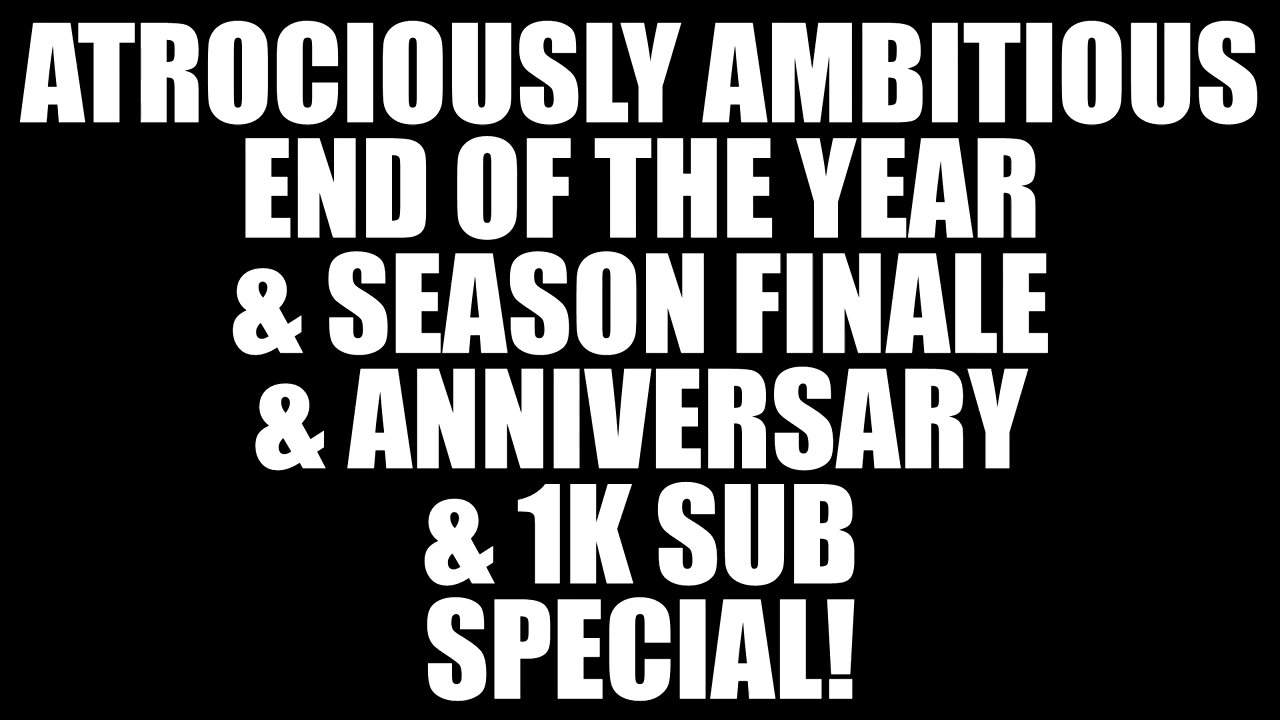 ATROCIOUSLY AMBITIOUS
END OF THE YEAR
& SEASON FINALE
& ANNIVERSARY
& 1K SUB
SPECIAL!